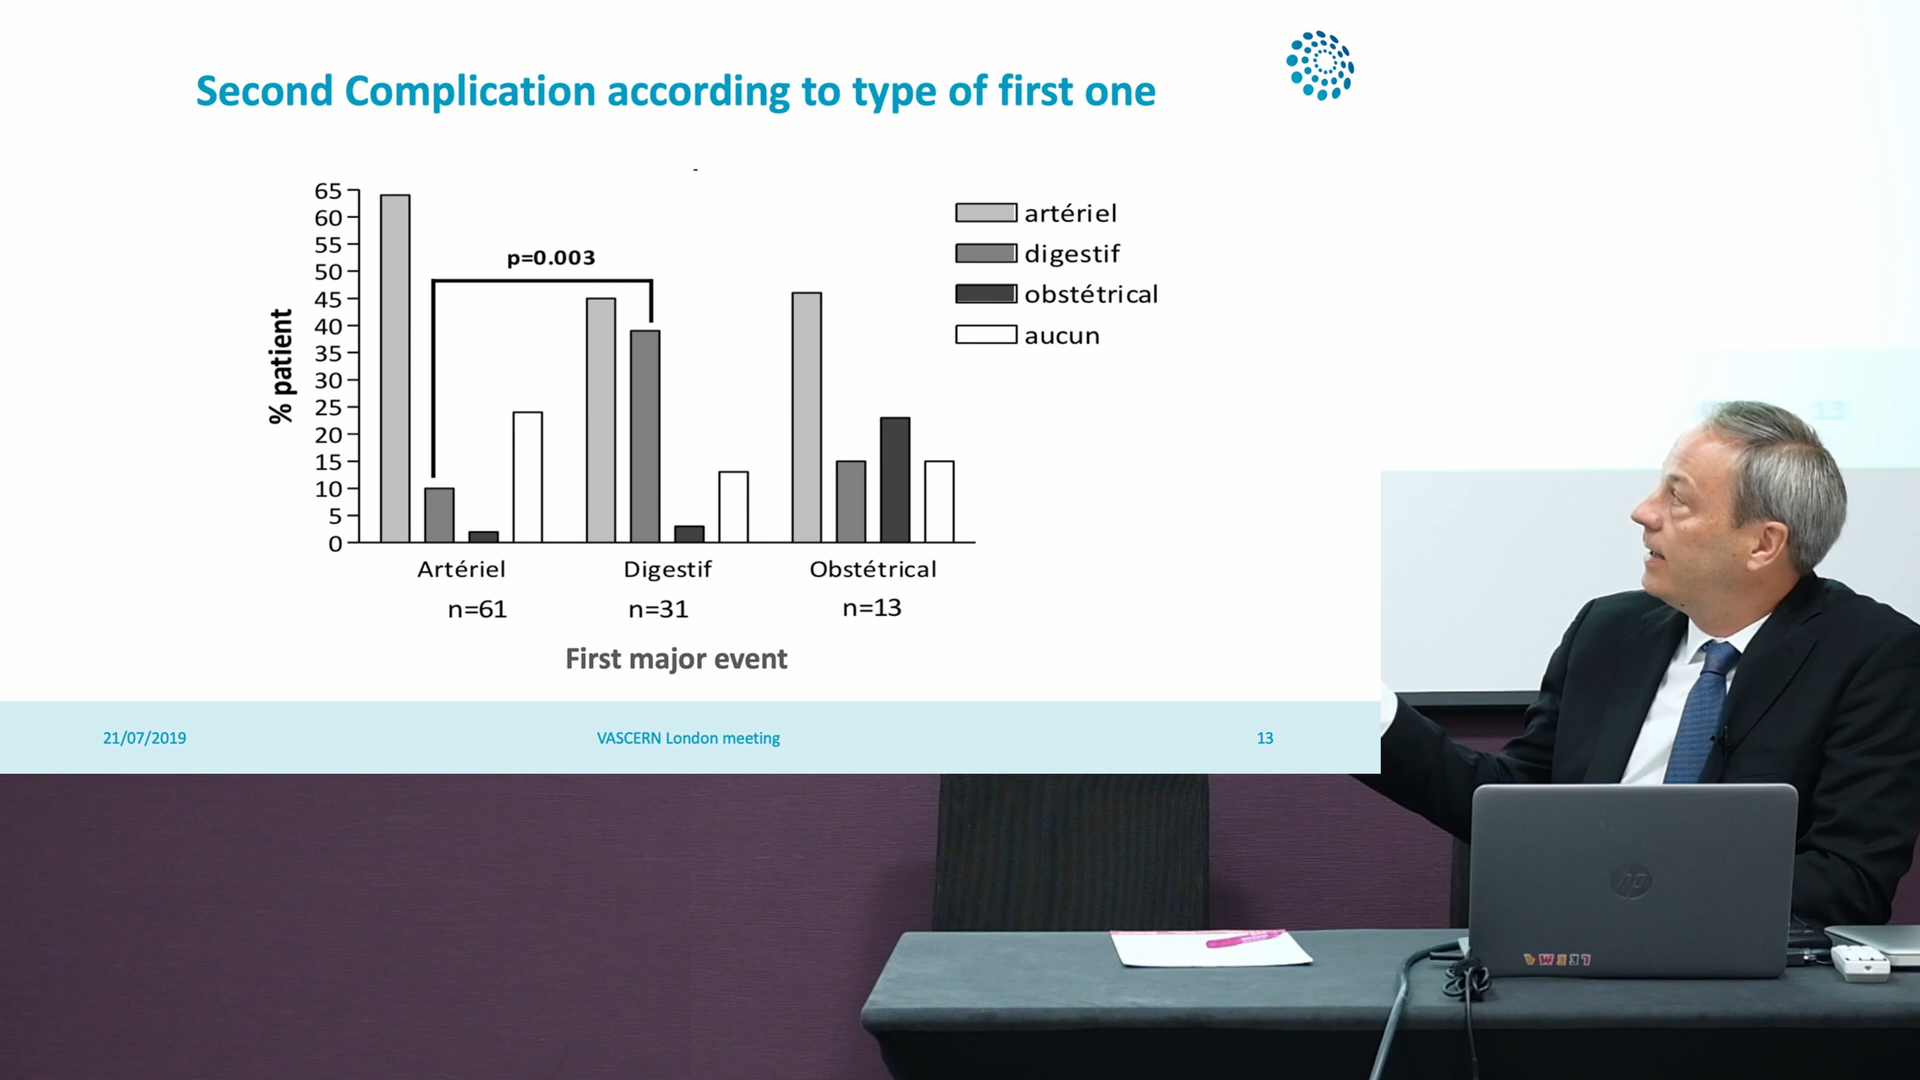 Second Complication according to type of first one
65
60
55
50
45
40
35
30
25
20
15
10
5
0
% patient
p=0.003
artériel
digestif
obstétrical
aucun
Artériel
Digestif
Obstétrical
n=61
n=31
n=13
First major event
21/07/2019
VASCERN London meeting
13
13
hp